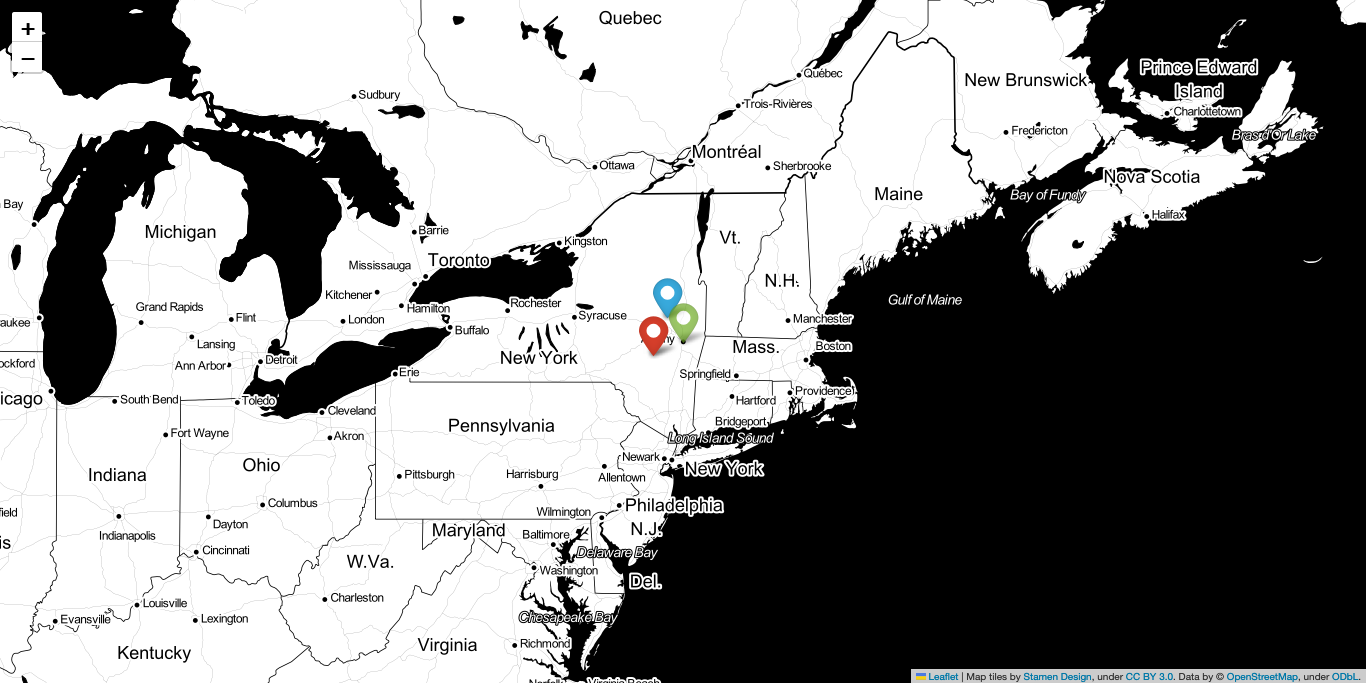 +
−
Quebec
Québec
New Brunswick
Prince Edward
Island
Charlottetown
Sudbury
Trois-Rivières
Fredericton
Bras d'Or Lake
Ottawa
Montréal
Sherbrooke
Nova Scotia
Maine
Bay of Fundy
Halifax
Bay
Michigan
Barrie
Kingston
Vt.
Mississauga
Toronto
N.H.
Kitchener
Gulf of Maine
Grand Rapids
Hamilton
Rochester
aukee
Flint
London
Buffalo
Syracuse
Manchester
Lansing
New York
Mass.
Boston
ockford
Ann Arbor
Detroit
Erie
Springfield
icago
South Bend
Toledo
Hartford
Providence
Cleveland
Bridgeport
Fort Wayne
Akron
Pennsylvania
Long Island Sound
Indiana
Ohio
Pittsburgh
Harrisburg
Newark
New York
Allentown
Columbus
Philadelphia
field
Dayton
Wilmington
N.J.
Indianapolis
Maryland
Baltimore
is
Cincinnati
Delaware Bay
W.Va.
Washington
Del.
Louisville
Charleston
Evansville
Lexington
Chesapeake Bay
Kentucky
Virginia
Richmond
Norfolk
Virginia Beach
Leaflet | Map tiles by Stamen Design, under CC BY 3.0. Data by © OpenStreetMap, under ODbL.